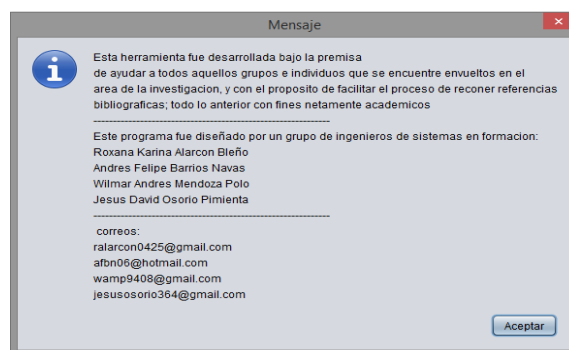 Mensaje
Esta herramienta fue desarrollada bajo la premisa
de ayudar a todos aquellos grupos e individuos que se encuentre envueltos en el
area de la investigacion, y con el proposito de facilitar el proceso de reconer referencias
bibliograficas; todo lo anterior con fines netamente academicos
------------------------------------------------------------
Este programa fue diseñado por un grupo de ingenieros de sistemas en formacion:
Roxana Karina Alarcon Bleño
Andres Felipe Barrios Navas
Wilmar Andres Mendoza Polo
Jesus David Osorio Pimienta
------------------------------------------------------------
correos:
ralarcon0425@gmail.com
afbn06@hotmail.com
wamp9408@gmail.com
jesusosorio364@gmail.com
Aceptar